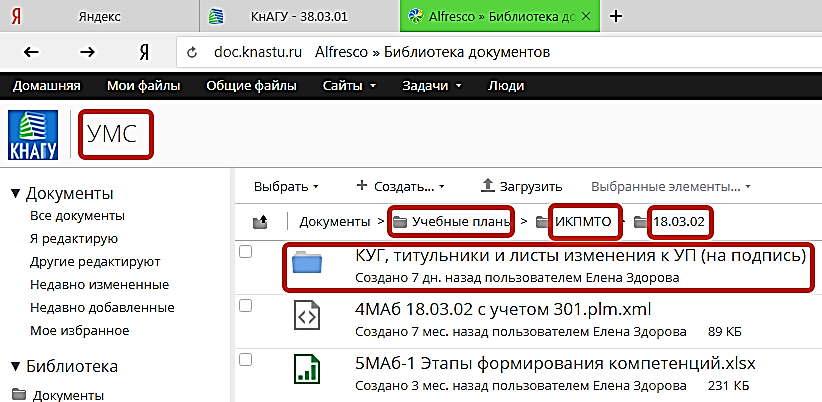 Я Яндекс КнАГУ - 38.03.01 Alfresco » Библиотека до
Я doc.knastu.ru Alfresco » Библиотека документов
Домашняя Мои файлы Общие файлы Сайты Задачи Люди
КНАГУ УМС
Выбрать Создать... Загрузить Выбранные элементы...
Документы > Учебные планы > ИКПМТО > 18.03.02
Документы
Все документы
Я редактирую
Другие редактируют
Недавно измененные
Недавно добавленные
Мое избранное
Библиотека
Документы
КУГ, титульники и листы изменения к УП (на подпись)
Создано 7 дн. назад пользователем Елена Здорова
4МАб 18.03.02 с учетом 301.plm.xml
Создано 7 мес. назад пользователем Елена Здорова 89 КБ
5МАб-1 Этапы формирования компетенций.xlsx
Создано 3 мес. назад пользователем Елена Здорова 231 КБ